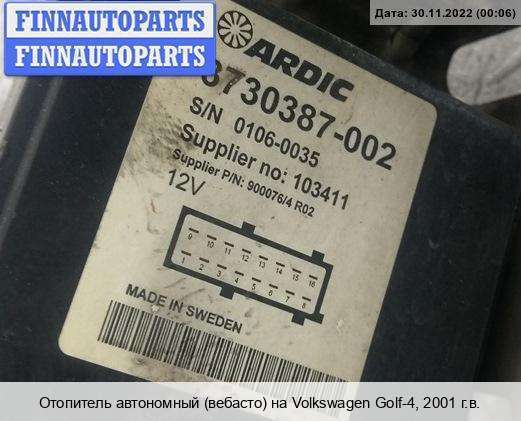 FINNAUTOPARTS
FINNAUTOPARTS
Дата: 30.11.2022 (00:06)
ARDIC
8730387-002
S/N 0106-0035
Supplier no: 103411
Supplier P/N: 900076/4 R02
12V
9 10 11 12 13 14 15 16
1 2 3 4 5 6 7 8
MADE IN SWEDEN
Отопитель автономный (вебасто) на Volkswagen Golf-4, 2001 г.в.